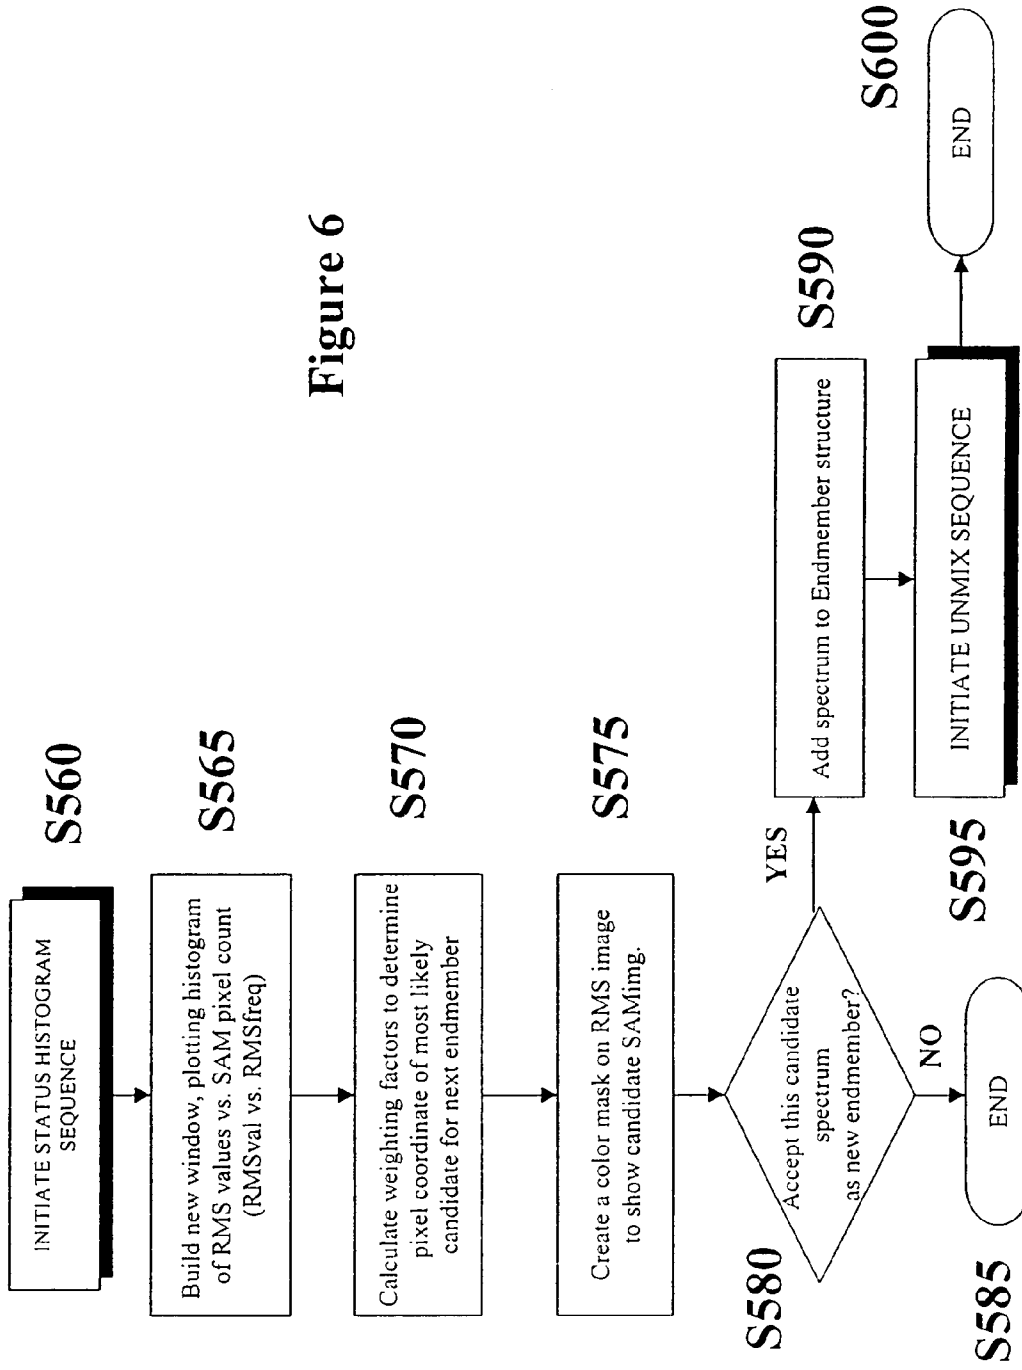 Figure 6
INITIATE STATUS HISTOGRAM
SEQUENCE
S560
Build new window, plotting histogram
of RMS values vs. SAM pixel count
(RMSval vs. RMSfreq)
S565
Calculate weighting factors to determine
pixel coordinate of most likely
candidate for next endmember
S570
Create a color mask on RMS image
to show candidate SAMimg.
S575
S580
Accept this candidate
spectrum
as new endmember?
YES
NO
Add spectrum to Endmember structure
S590
S585
END
S595
INITIATE UNMIX SEQUENCE
END
S600